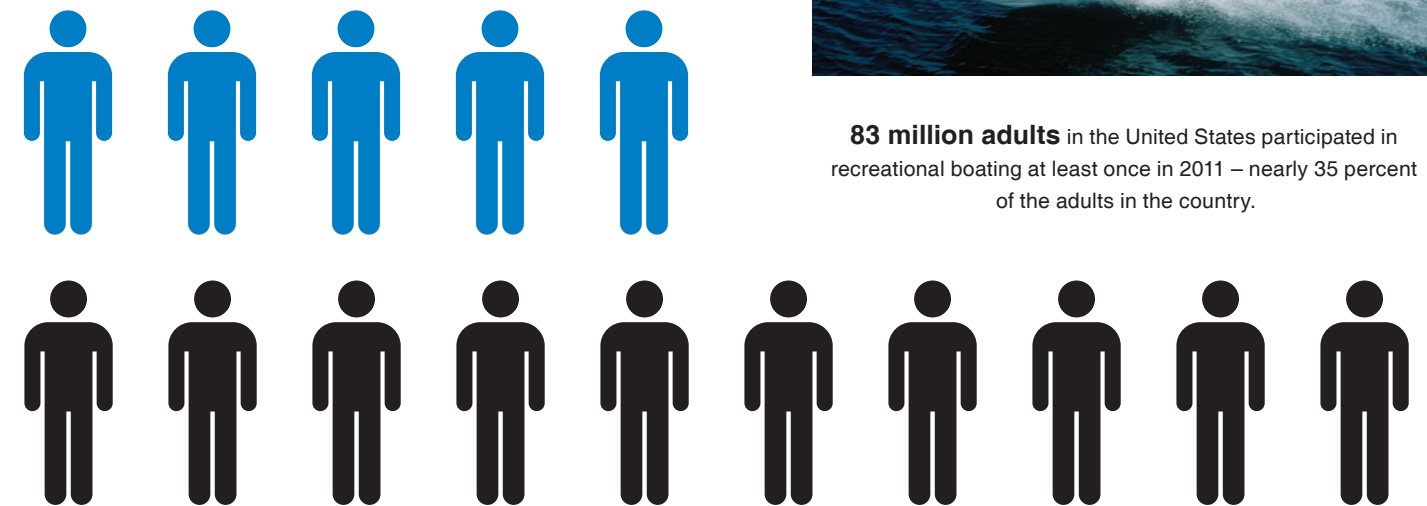 83 million adults in the United States participated in
recreational boating at least once in 2011 – nearly 35 percent
of the adults in the country.